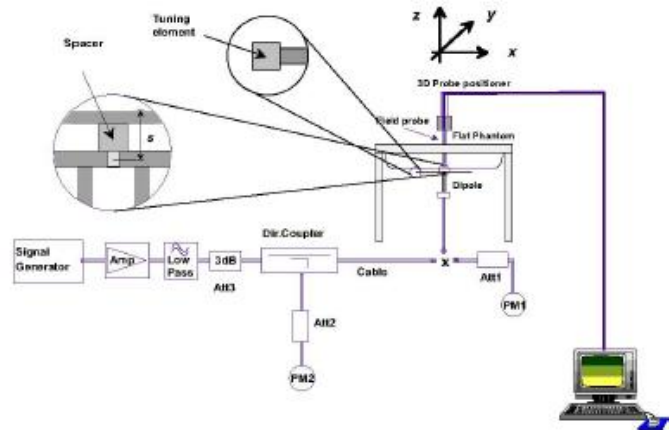 Tuning
element
Spacer
s
z
y
x
3D Probe positioner
Field probe
Flat Phantom
Dipole
Signal
Generator
Amp
Low
Pass
3dB
Att3
Dir.Coupler
Cable
x
Att1
PM1
Att2
PM2